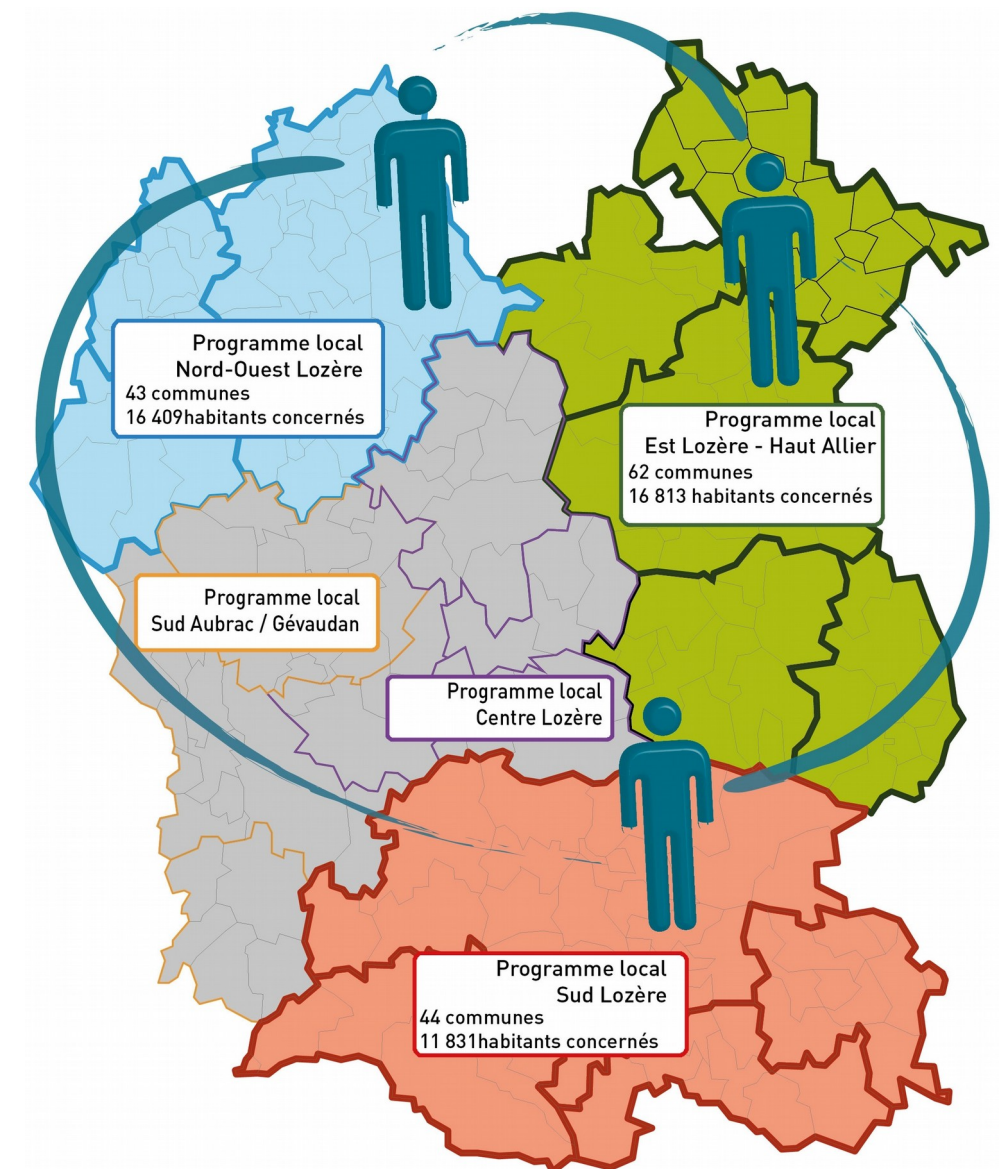 Programme local
Nord-Ouest Lozère
43 communes
16 409habitants concernés
Programme local
Est Lozère - Haut Allier
62 communes
16 813 habitants concernés
Programme local
Sud Aubrac / Gévaudan
Programme local
Centre Lozère
Programme local
Sud Lozère
44 communes
11 831habitants concernés